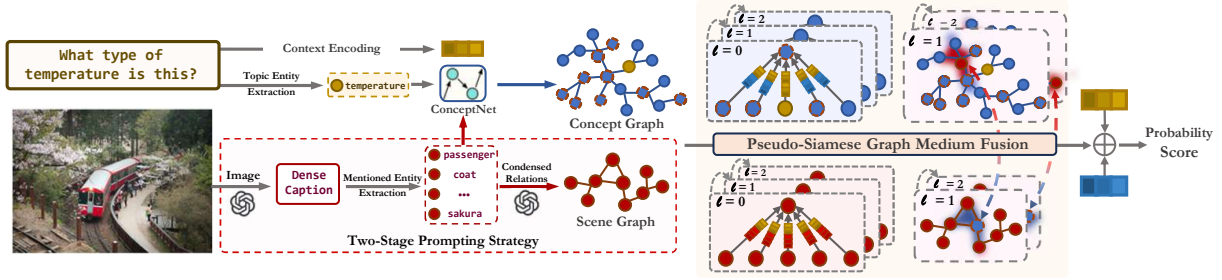 What type of
temperature is this?
Context Encoding
Topic Entity
Extraction
temperature
ConceptNet
Concept Graph
Image
Dense
Caption
Mentioned Entity
Extraction
passenger
coat
...
sakura
Condensed
Relations
Scene Graph
Two-Stage Prompting Strategy
ℓ = 2
ℓ = 1
ℓ = 0
ℓ = 2
ℓ = 1
Pseudo-Siamese Graph Medium Fusion
ℓ = 2
ℓ = 1
ℓ = 0
ℓ = 2
ℓ = 1
Probability
Score